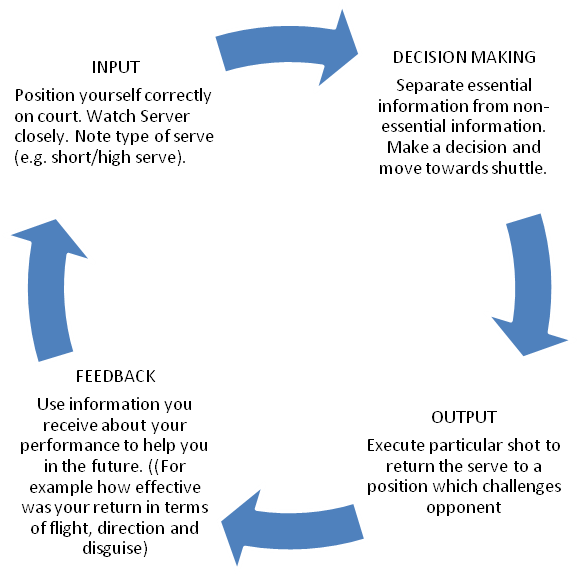 INPUT
Position yourself correctly
on court. Watch Server
closely. Note type of serve
(e.g. short/high serve).
DECISION MAKING
Separate essential
information from non-
essential information.
Make a decision and
move towards shuttle.
OUTPUT
Execute particular shot to
return the serve to a
position which challenges
opponent
FEEDBACK
Use information you
receive about your
performance to help you
in the future. ((For
example how effective
was your return in terms
of flight, direction and
disguise)